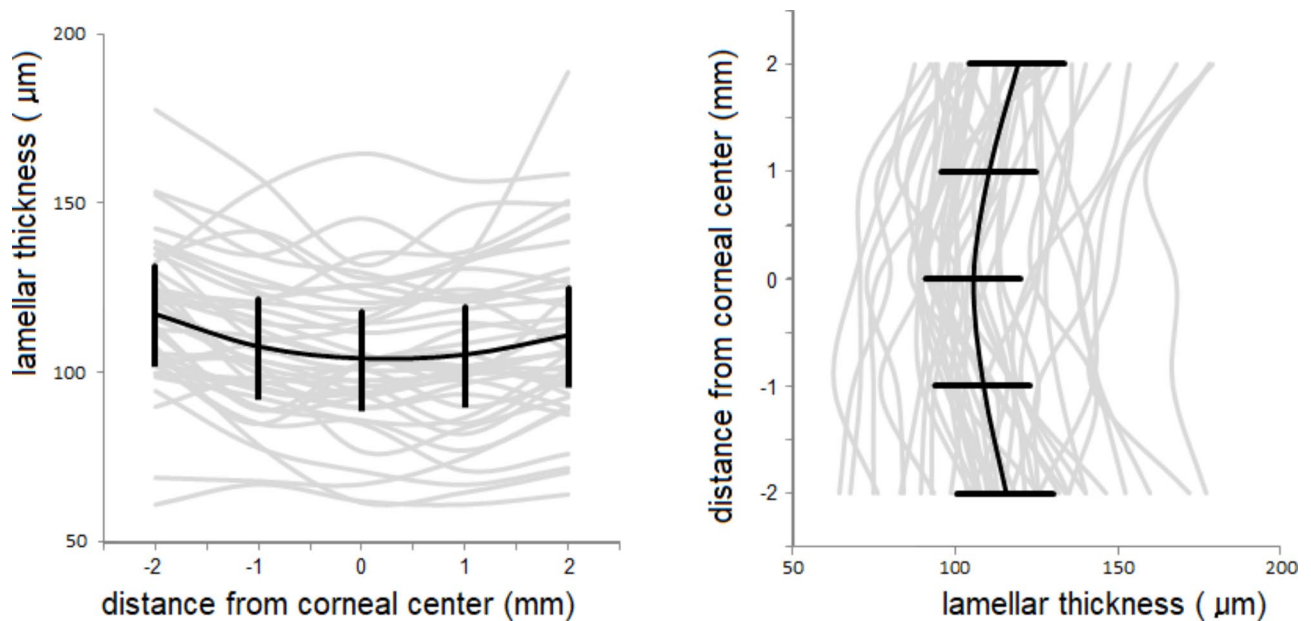 200
150
100
50
lamellar thickness ( µm)
-2 -1 0 1 2
distance from corneal center (mm)
2
1
0
-1
-2
distance from corneal center (mm)
50 100 150 200
lamellar thickness ( µm)